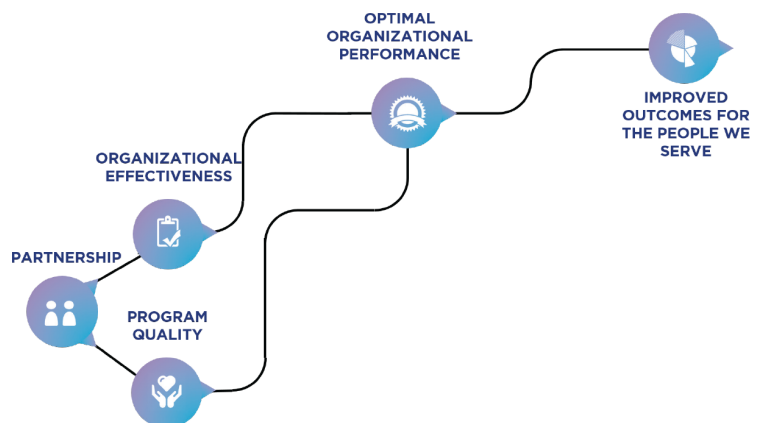 OPTIMAL
ORGANIZATIONAL
PERFORMANCE
IMPROVED
OUTCOMES FOR
THE PEOPLE WE
SERVE
ORGANIZATIONAL
EFFECTIVENESS
PARTNERSHIP
PROGRAM
QUALITY